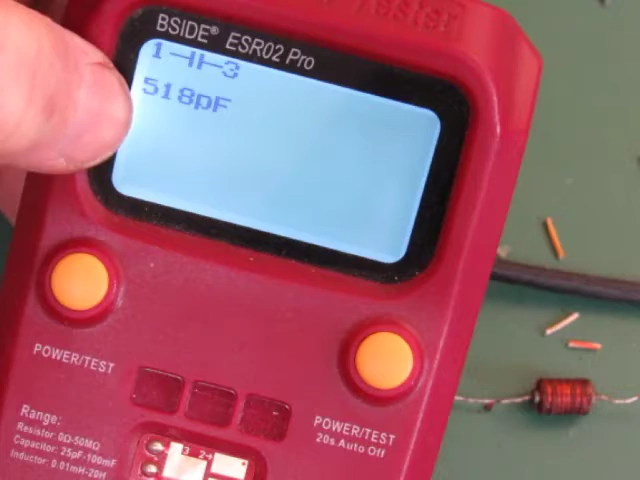 Tester
BSIDE® ESR02 Pro
1⊣⊢3
518pF
POWER/TEST
POWER/TEST
20s Auto Off
Range:
Resistor: 0Ω-50MΩ
Capacitor: 25pF-100mF
Inductor: 0.01mH-20H
3 2